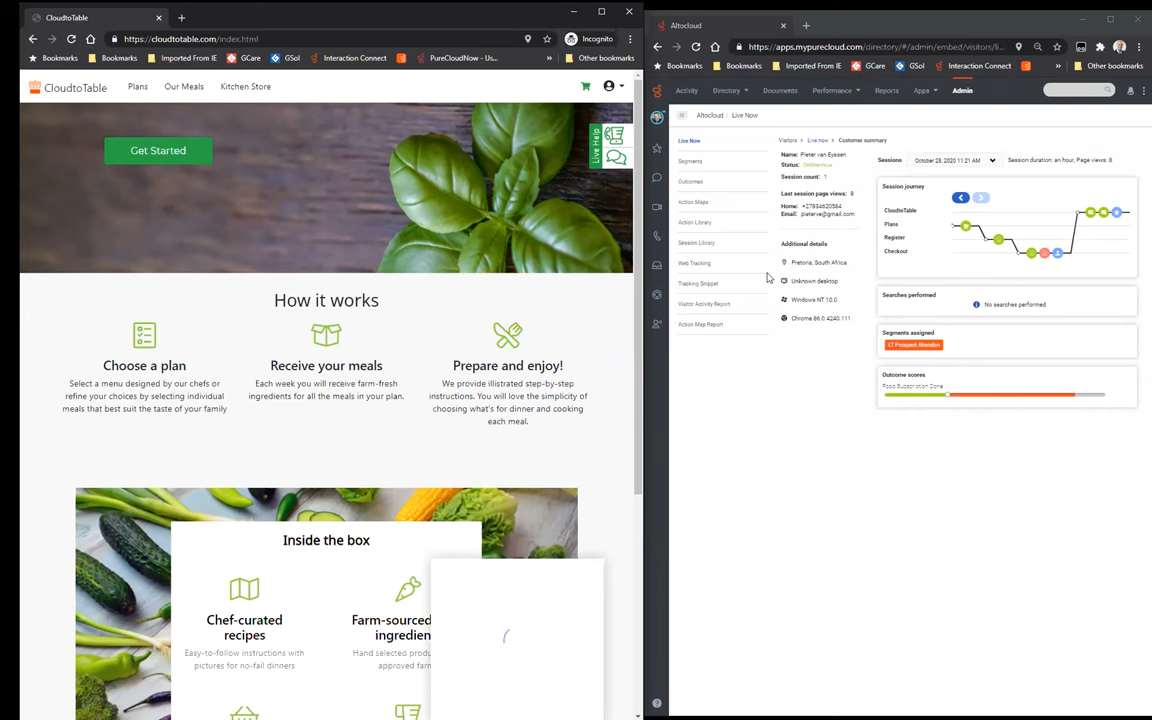 CloudtoTable
https://cloudtotable.com/index.html
Incognito
Bookmarks
Bookmarks
Imported From IE
GCare
GSol
Interaction Connect
PureCloudNow - Us...
»
Other bookmarks
CloudtoTable
Plans
Our Meals
Kitchen Store
Get Started
Live Help
How it works
Choose a plan
Select a menu designed by our chefs or
refine your choices by selecting individual
meals that best suit the taste of your family
Receive your meals
Each week you will receive farm-fresh
ingredients for all the meals in your plan.
Prepare and enjoy!
We provide illustrated step-by-step
instructions. You will love the simplicity of
choosing what's for dinner and cooking
each meal.
Inside the box
Chef-curated
recipes
Easy-to-follow instructions with
pictures for no-fail dinners
Farm-sourced
ingredien
Hand selected produ
approved farm
Altocloud
https://apps.mypurecloud.com/directory/#/admin/embed/visitors/li...
Bookmarks
Bookmarks
Imported From IE
GCare
GSol
Interaction Connect
»
Other bookmarks
Activity
Directory
Documents
Performance
Reports
Apps
Admin
Altocloud / Live Now
Live Now
Segments
Outcomes
Action Maps
Action Library
Session Library
Web Tracking
Tracking Snippet
Visitor Activity Report
Action Map Report
Visitors > Live now > Customer summary
Name: Pieter van Eyssen
Status: Online now
Session count: 1
Last session page views: 8
Home: +27834620584
Email: pieterve@gmail.com
Additional details
Pretoria, South Africa
Unknown desktop
Windows NT 10.0
Chrome 86.0.4240.111
Sessions
October 28, 2020 11:21 AM
Session duration: an hour, Page views: 8
Session journey
CloudtoTable
Plans
Register
Checkout
Searches performed
No searches performed
Segments assigned
LT Prospect Abandon
Outcome scores
Food Subscription Done